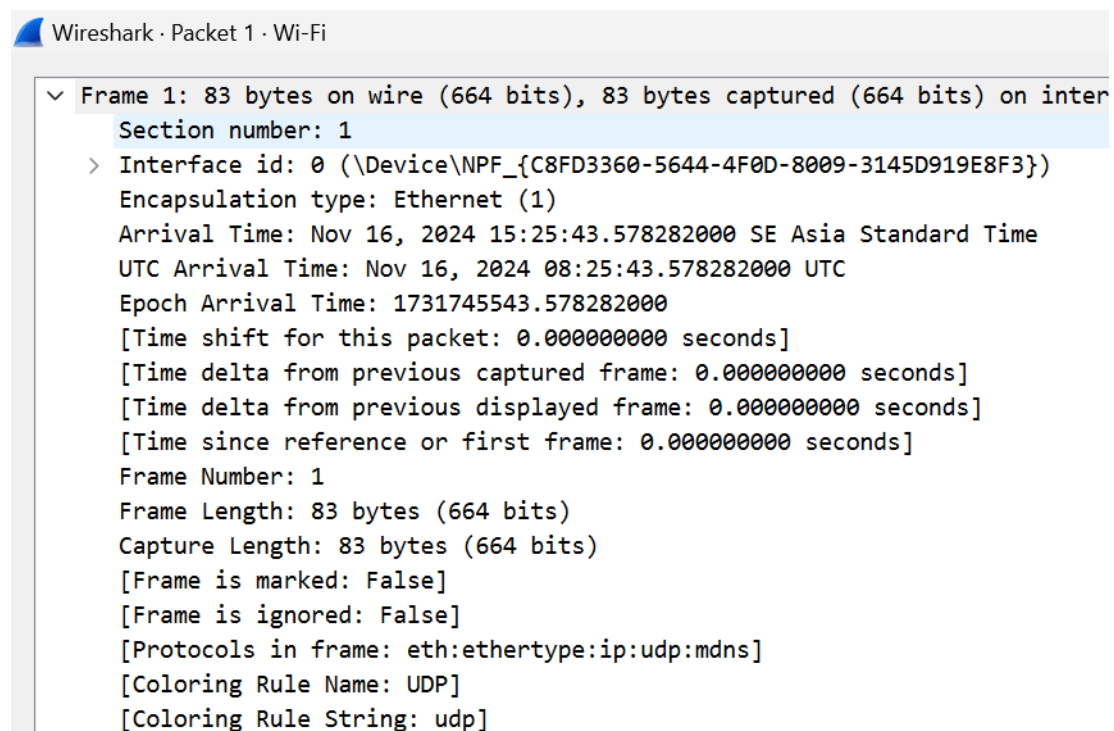 Wireshark · Packet 1 · Wi-Fi
Frame 1: 83 bytes on wire (664 bits), 83 bytes captured (664 bits) on inter
Section number: 1
Interface id: 0 (\Device\NPF_{C8FD3360-5644-4F0D-8009-3145D919E8F3})
Encapsulation type: Ethernet (1)
Arrival Time: Nov 16, 2024 15:25:43.578282000 SE Asia Standard Time
UTC Arrival Time: Nov 16, 2024 08:25:43.578282000 UTC
Epoch Arrival Time: 1731745543.578282000
[Time shift for this packet: 0.000000000 seconds]
[Time delta from previous captured frame: 0.000000000 seconds]
[Time delta from previous displayed frame: 0.000000000 seconds]
[Time since reference or first frame: 0.000000000 seconds]
Frame Number: 1
Frame Length: 83 bytes (664 bits)
Capture Length: 83 bytes (664 bits)
[Frame is marked: False]
[Frame is ignored: False]
[Protocols in frame: eth:ethertype:ip:udp:mdns]
[Coloring Rule Name: UDP]
[Coloring Rule String: udp]